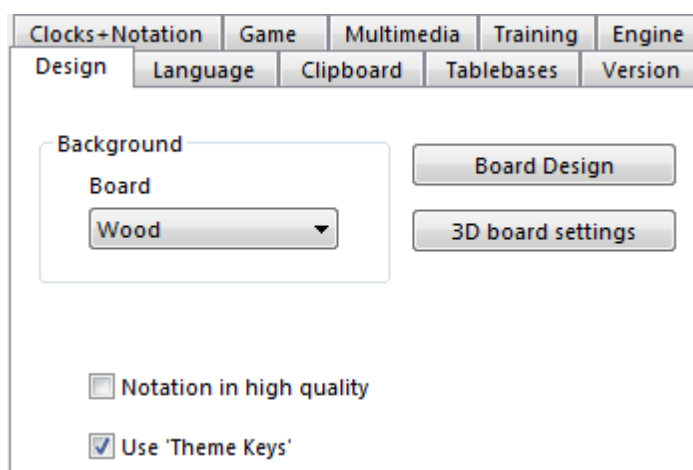 Clocks+Notation Game Multimedia Training Engine
Design Language Clipboard Tablebases Version
Background
Board
Wood
Board Design
3D board settings
Notation in high quality
Use 'Theme Keys'